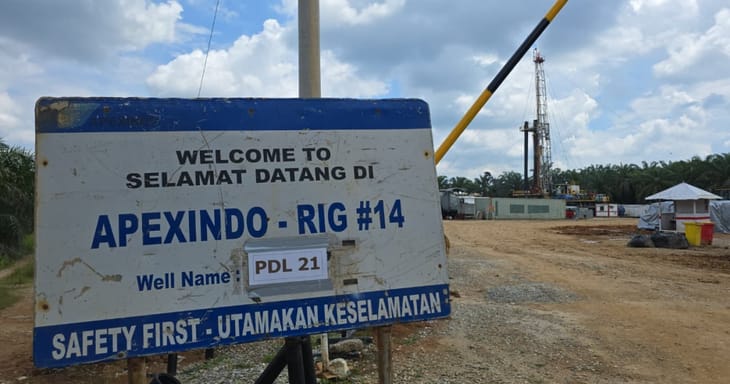 WELCOME TO
SELAMAT DATANG DI
APEXINDO - RIG #14
Well Name : PDL 21
SAFETY FIRST - UTAMAKAN KESELAMATAN